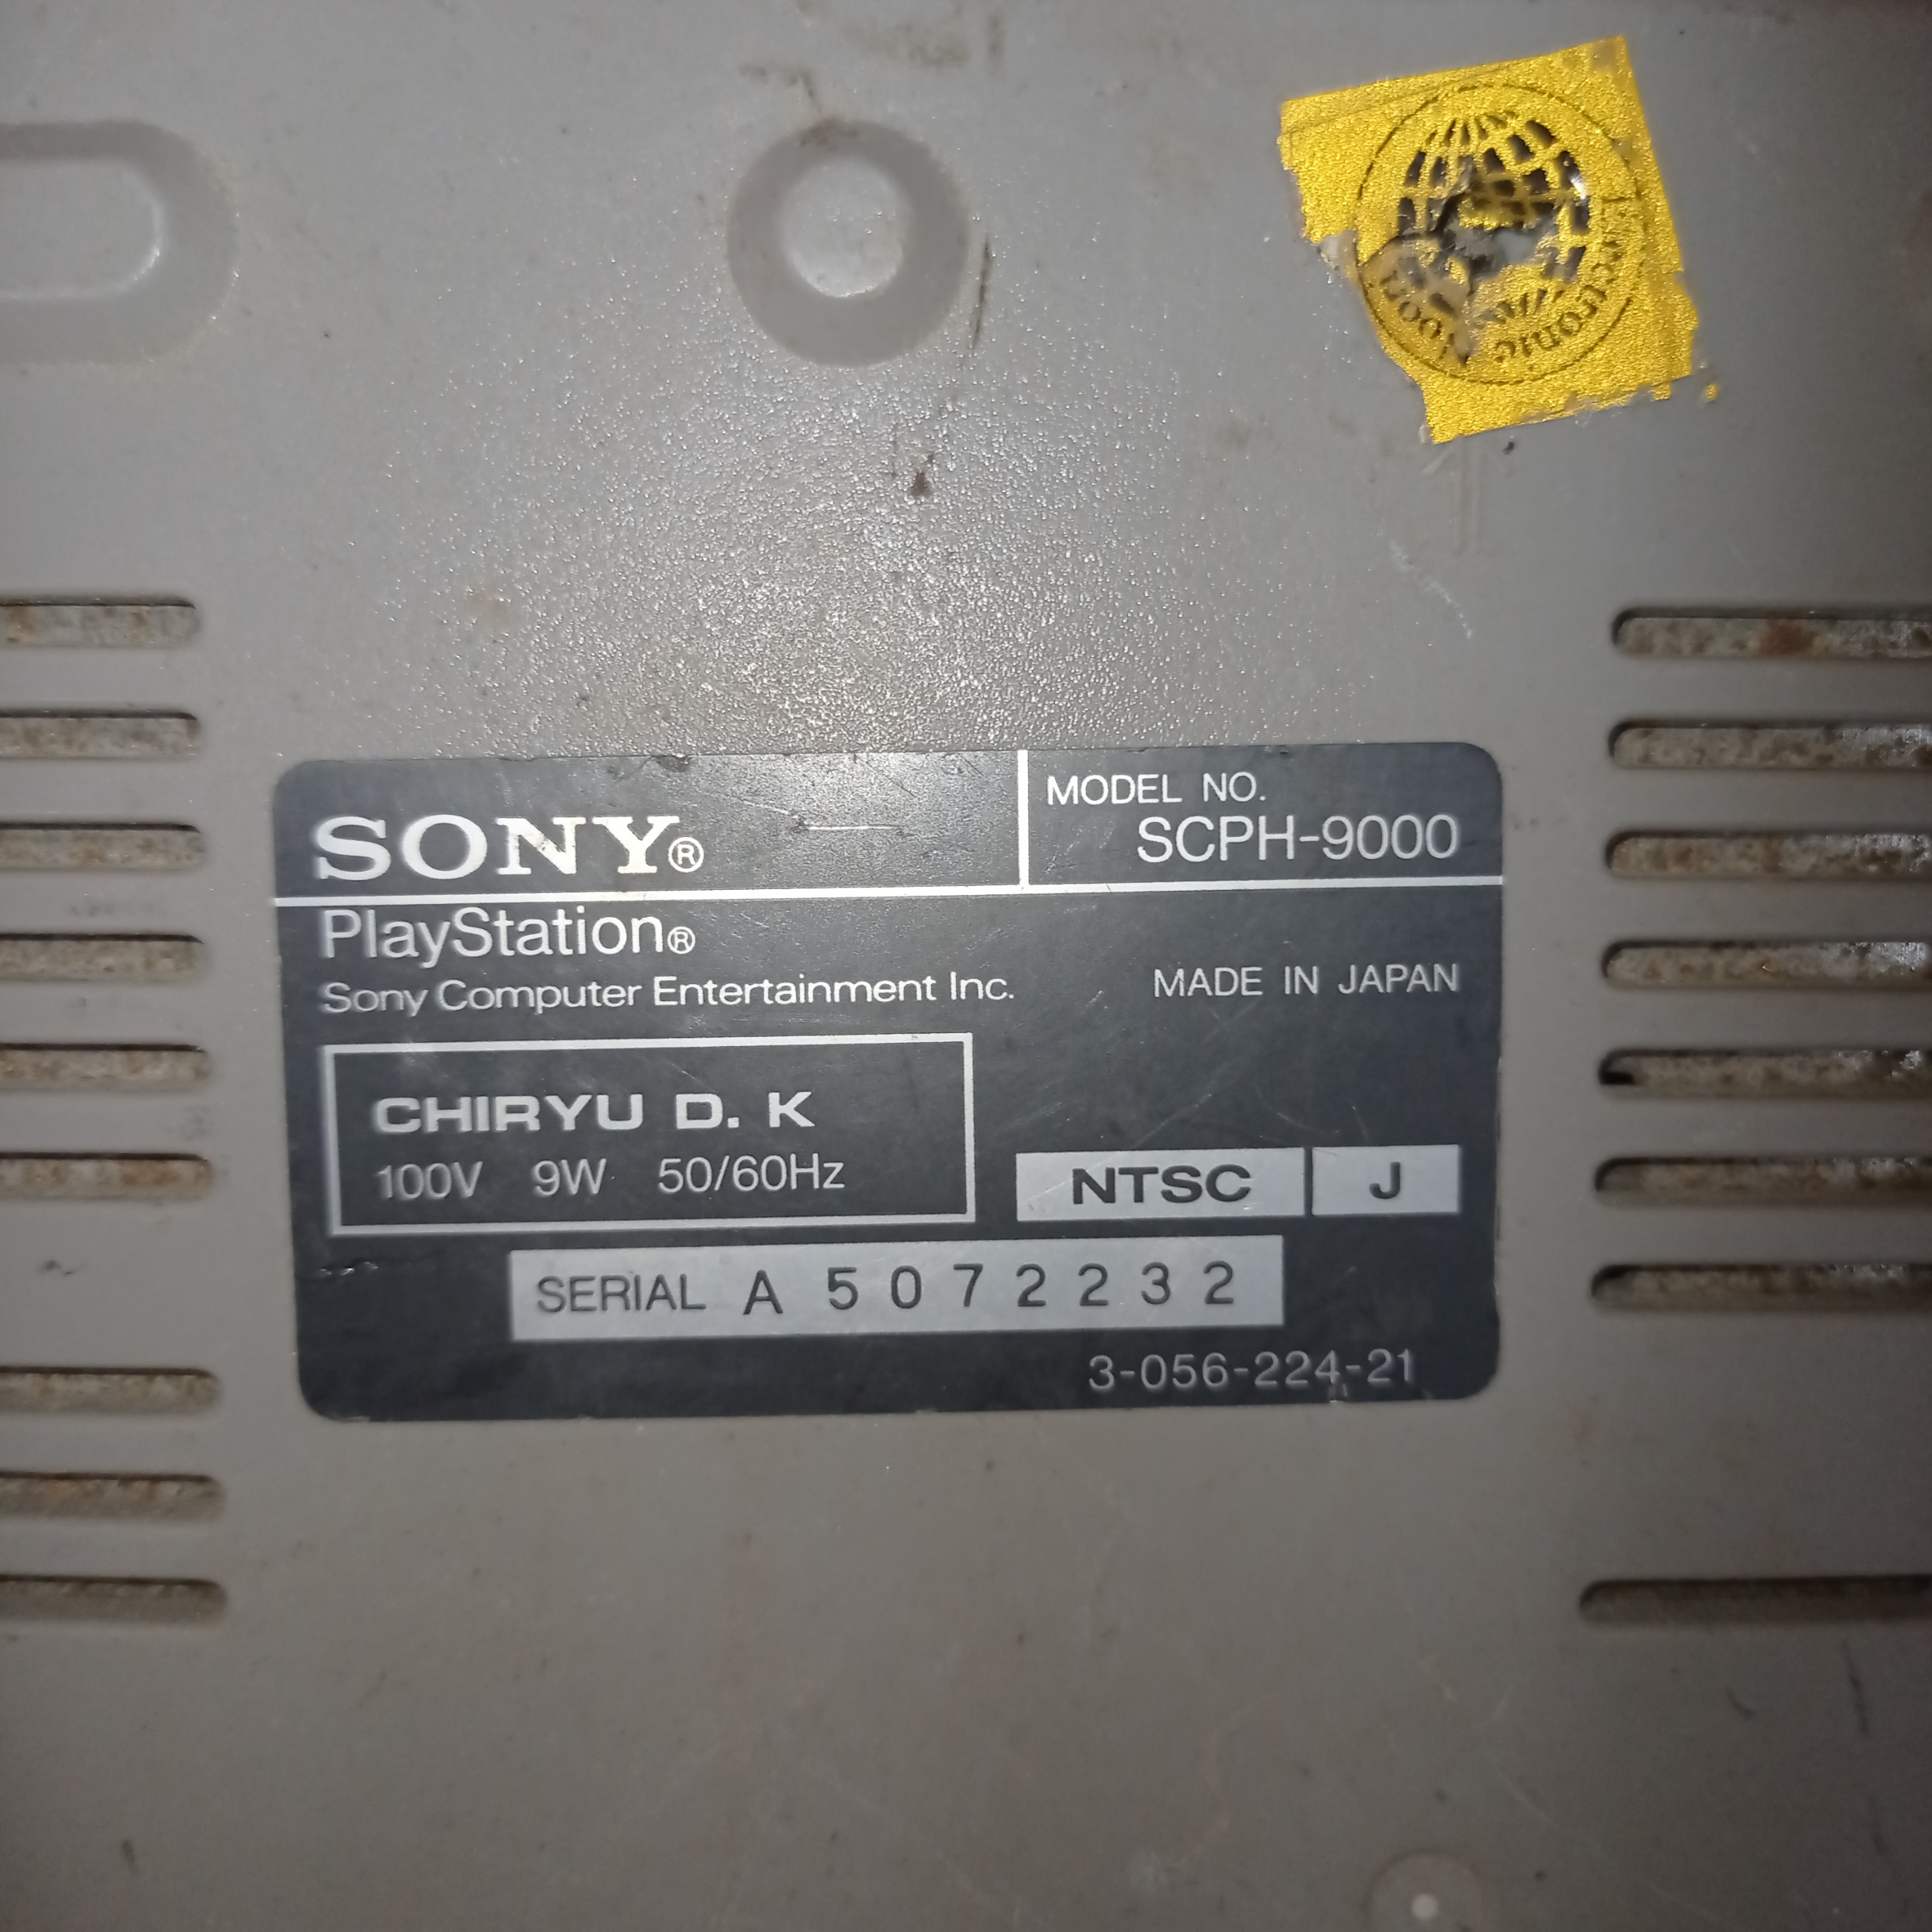 Electronic
SONY®
MODEL NO.
SCPH-9000
PlayStation®
Sony Computer Entertainment Inc.
MADE IN JAPAN
CHIRYU D. K
100V 9W 50/60Hz
NTSC J
SERIAL A 5 0 7 2 2 3 2
3-056-224-21